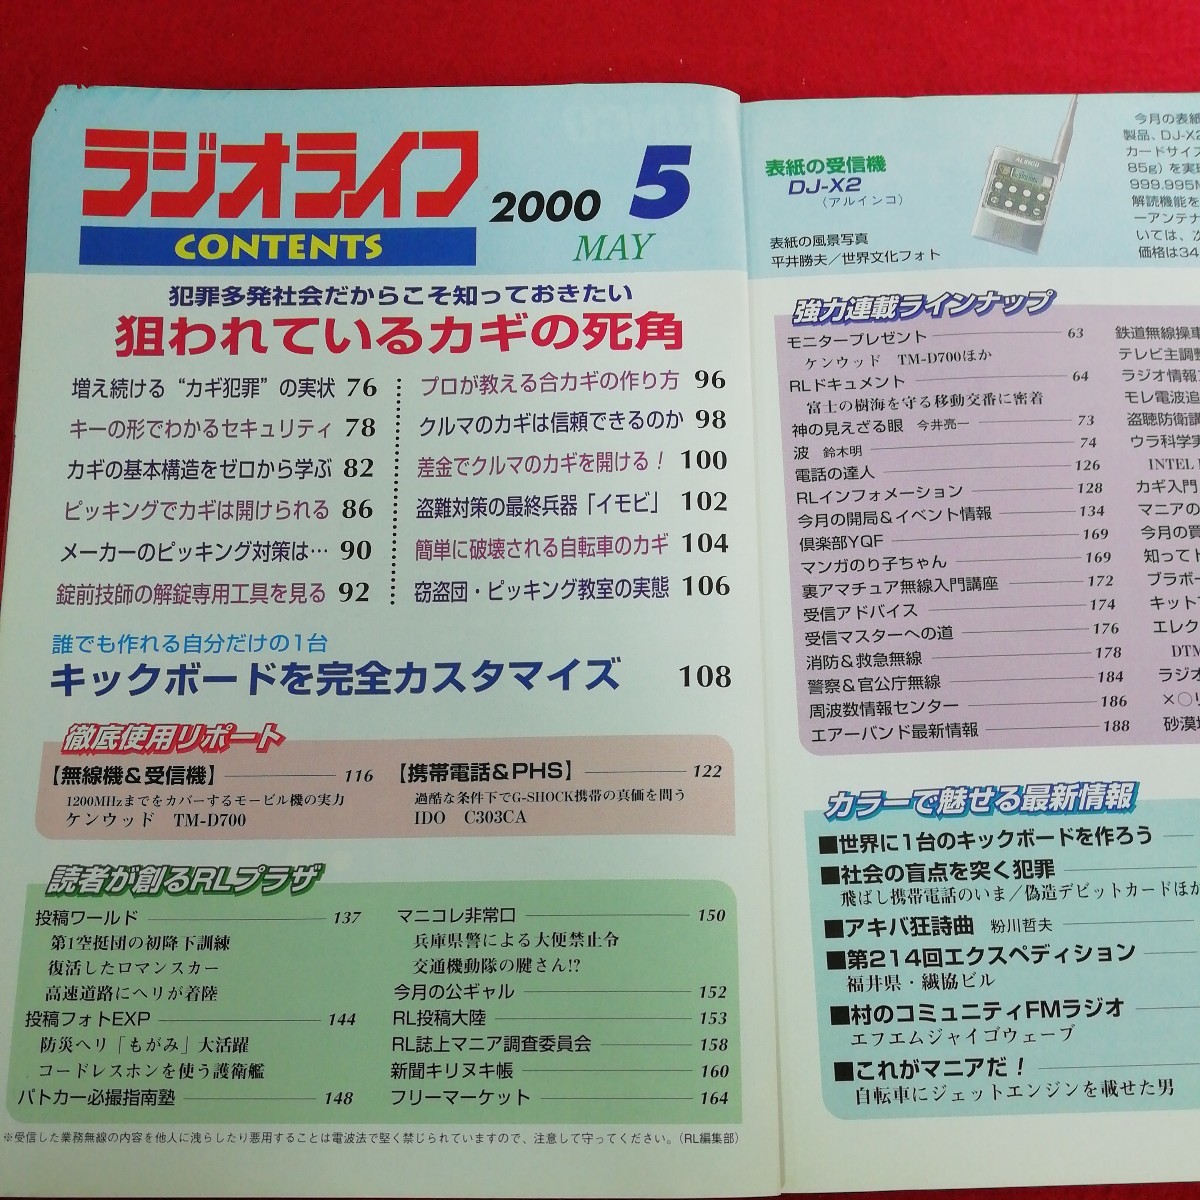 ラジオライフ
2000 5
MAY
CONTENTS
犯罪多発社会だからこそ知っておきたい
狙われているカギの死角
増え続ける“カギ犯罪”の実状 76
キーの形でわかるセキュリティ 78
カギの基本構造をゼロから学ぶ 82
ピッキングでカギは開けられる 86
メーカーのピッキング対策は… 90
錠前技師の解錠専用工具を見る 92
プロが教える合カギの作り方 96
クルマのカギは信頼できるのか 98
差金でクルマのカギを開ける! 100
盗難対策の最終兵器「イモビ」 102
簡単に破壊される自転車のカギ 104
窃盗団・ピッキング教室の実態 106
誰でも作れる自分だけの1台
キックボードを完全カスタマイズ 108
徹底使用リポート
【無線機&受信機】 116
1200MHzまでをカバーするモービル機の実力
ケンウッド TM-D700
【携帯電話&PHS】 122
過酷な条件下でG-SHOCK携帯の真価を問う
IDO C303CA
読者が創るRLプラザ
投稿ワールド 137
第1空挺団の初降下訓練
復活したロマンスカー
高速道路にヘリが着陸
投稿フォトEXP 144
防災ヘリ「もがみ」大活躍
コードレスホンを使う護衛艦
パトカー必撮指南塾 148
マニコレ非常口 150
兵庫県警による大便禁止令
交通機動隊の腱さん!?
今月の公ギャル 152
RL投稿大陸 153
RL誌上マニア調査委員会 158
新聞キリヌキ帳 160
フリーマーケット 164
※受信した業務無線の内容を他人に洩らしたり悪用することは電波法で堅く禁じられていますので、注意して守ってください。(RL編集部)
表紙の受信機
DJ-X2
(アルインコ)
表紙の風景写真
平井勝夫/世界文化フォト
ALINCO
今月の表紙
製品、DJ-X2
カードサイズ
85g)を実現
999.995M
解読機能を
ーアンテナ
いては、次
価格は34
強力連載ラインナップ
モニタープレゼント 63
ケンウッド TM-D700ほか
RLドキュメント 64
富士の樹海を守る移動交番に密着
神の見えざる眼 今井亮一 73
波 鈴木明 74
電話の達人 126
RLインフォメーション 128
今月の開局&イベント情報 134
倶楽部YQF 169
マンガのり子ちゃん 169
裏アマチュア無線入門講座 172
受信アドバイス 174
受信マスターへの道 176
消防&救急無線 178
警察&官公庁無線 184
周波数情報センター 186
エアーバンド最新情報 188
鉄道無線操車
テレビ主調整
ラジオ情報
モレ電波追
盗聴防衛講
ウラ科学実
INTEL
カギ入門
マニアの
今月の買
知って
ブラボー
キット
エレク
DTM
ラジオ
×○リ
砂漠
カラーで魅せる最新情報
■世界に1台のキックボードを作ろう
■社会の盲点を突く犯罪
飛ばし携帯電話のいま/偽造デビットカードほか
■アキバ狂詩曲 粉川哲夫
■第214回エクスペディション
福井県・繊協ビル
■村のコミュニティFMラジオ
エフエムジャイゴウェーブ
■これがマニアだ!
自転車にジェットエンジンを載せた男